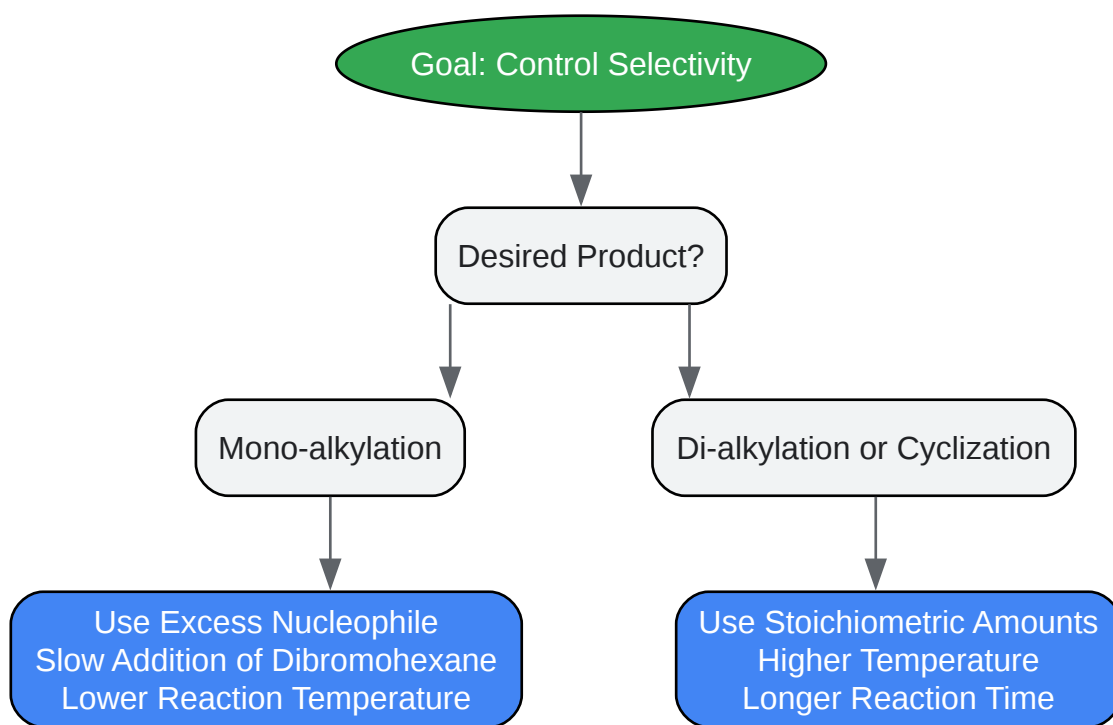 Goal: Control Selectivity
Desired Product?
Mono-alkylation
Di-alkylation or Cyclization
Use Excess Nucleophile
Slow Addition of Dibromohexane
Lower Reaction Temperature
Use Stoichiometric Amounts
Higher Temperature
Longer Reaction Time